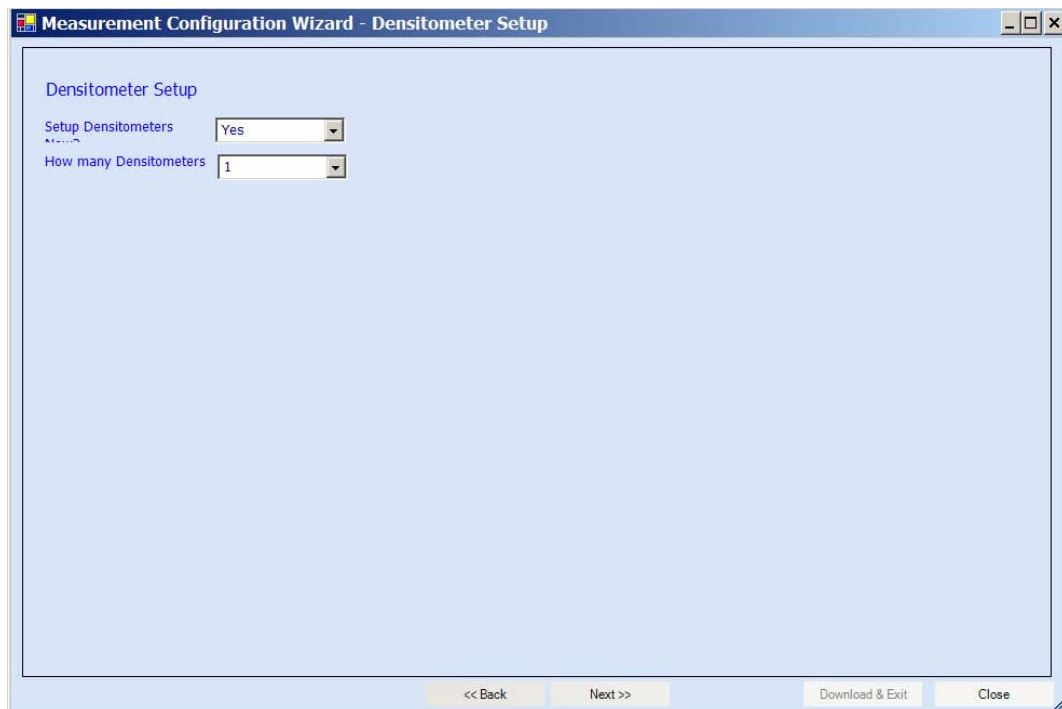 Measurement Configuration Wizard - Densitometer Setup
Densitometer Setup
Setup Densitometers
Yes
How many Densitometers
1
<< Back
Next >>
Download & Exit
Close